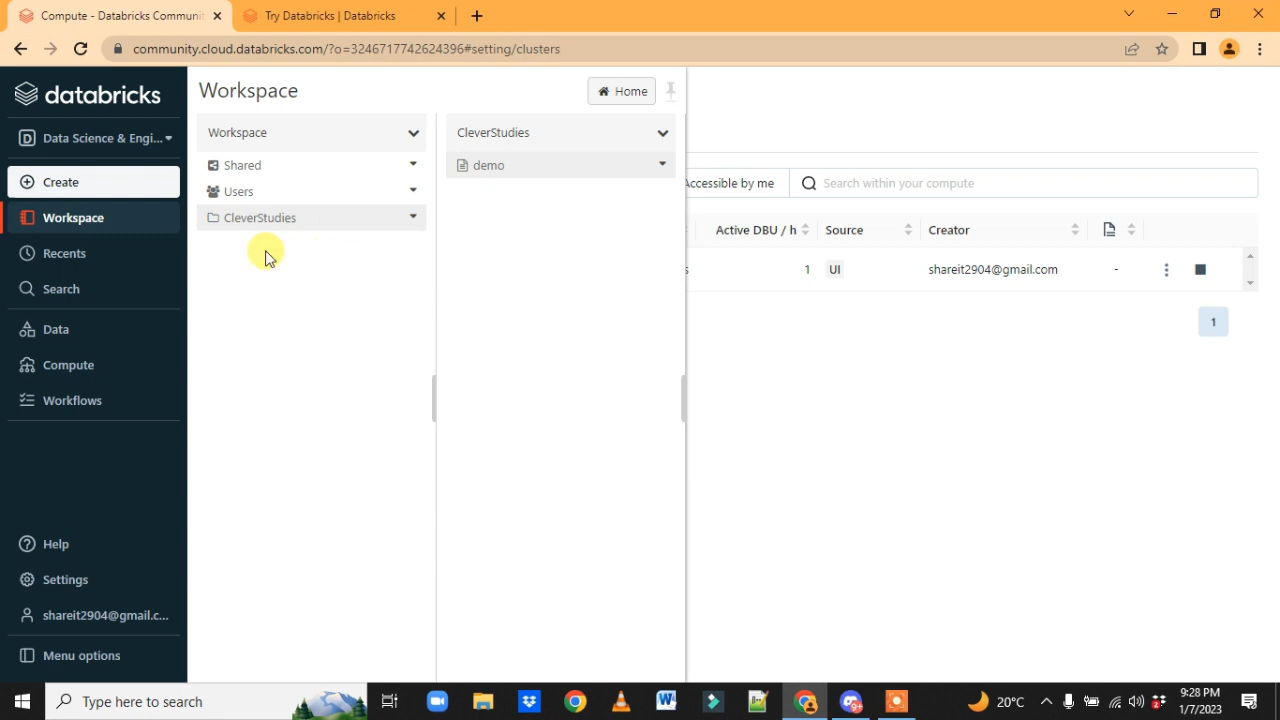 Compute - Databricks Communi
Try Databricks | Databricks
community.cloud.databricks.com/?o=3246717742624396#setting/clusters
databricks
D Data Science & Engi...
Create
Workspace
Recents
Search
Data
Compute
Workflows
Help
Settings
shareit2904@gmail.c...
Menu options
Workspace
Home
Workspace
Shared
Users
CleverStudies
CleverStudies
demo
Accessible by me
Search within your compute
Active DBU / h
Source
Creator
s
1
UI
shareit2904@gmail.com
-
1
Type here to search
20°C
9:28 PM
1/7/2023